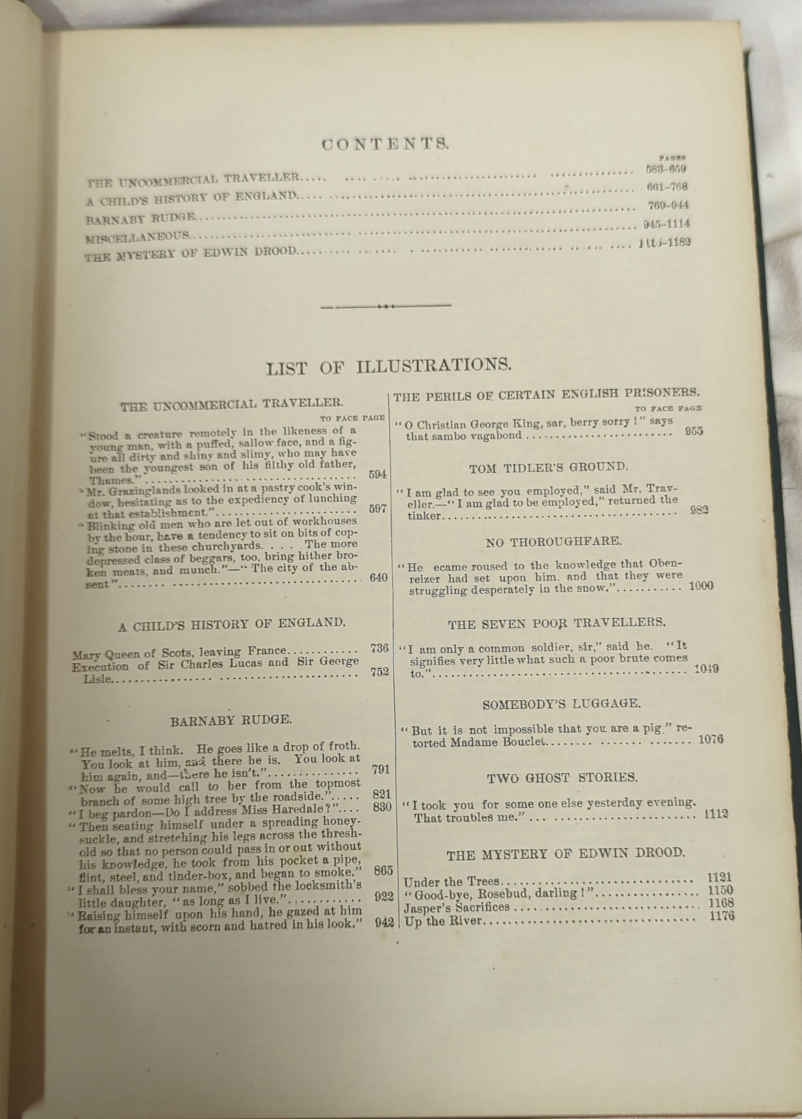 CONTENTS.
PAGES
THE UNCOMMERCIAL TRAVELLER..... 583-659
A CHILD'S HISTORY OF ENGLAND..... 661-768
BARNABY RUDGE..... 769-944
MISCELLANEOUS..... 945-1114
THE MYSTERY OF EDWIN DROOD..... -1182
LIST OF ILLUSTRATIONS.
THE UNCOMMERCIAL TRAVELLER.
TO FACE PAGE
"Stood a creature remotely in the likeness of a
young man, with a puffed, sallow face, and a fig-
ure all dirty and shiny and slimy, who may have
been the youngest son of his filthy old father,
Thames."..... 594
"Mr. Grazinglands looked in at a pastry cook's win-
dow, hesitating as to the expediency of lunching
at that establishment."..... 597
"Blinking old men who are let out of workhouses
by the hour, have a tendency to sit on bits of cop-
ing stone in these churchyards. . . . The more
depressed class of beggars, too, bring hither bro-
ken meats, and munch."—"The city of the ab-
sent"..... 640
A CHILD'S HISTORY OF ENGLAND.
Mary Queen of Scots, leaving France..... 736
Execution of Sir Charles Lucas and Sir George
Lisle..... 752
BARNABY RUDGE.
"He melts, I think. He goes like a drop of froth.
You look at him, and there he is. You look at
him again, and—there he isn't."..... 791
"Now he would call to her from the topmost
branch of some high tree by the roadside."..... 821
"I beg pardon—Do I address Miss Haredale?".... 830
"Then seating himself under a spreading honey-
suckle, and stretching his legs across the thresh-
old so that no person could pass in or out without
his knowledge, he took from his pocket a pipe,
flint, steel, and tinder-box, and began to smoke." 865
"I shall bless your name," sobbed the locksmith's
little daughter, "as long as I live."..... 922
"Raising himself upon his hand, he gazed at him
for an instant, with scorn and hatred in his look." 942
THE PERILS OF CERTAIN ENGLISH PRISONERS.
TO FACE PAGE
"O Christian George King, sar, berry sorry!" says
that sambo vagabond..... 953
TOM TIDLER'S GROUND.
"I am glad to see you employed," said Mr. Trav-
eller.—"I am glad to be employed," returned the
tinker..... 982
NO THOROUGHFARE.
"He ecame roused to the knowledge that Oben-
reizer had set upon him, and that they were
struggling desperately in the snow."..... 1000
THE SEVEN POOR TRAVELLERS.
"I am only a common soldier, sir," said he. "It
signifies very little what such a poor brute comes
to."..... 1049
SOMEBODY'S LUGGAGE.
"But it is not impossible that you are a pig." re-
torted Madame Bouclet..... 1076
TWO GHOST STORIES.
"I took you for some one else yesterday evening.
That troubles me."..... 1112
THE MYSTERY OF EDWIN DROOD.
Under the Trees..... 1121
"Good-bye, Rosebud, darling!"..... 1150
Jasper's Sacrifices..... 1168
Up the River..... 1176